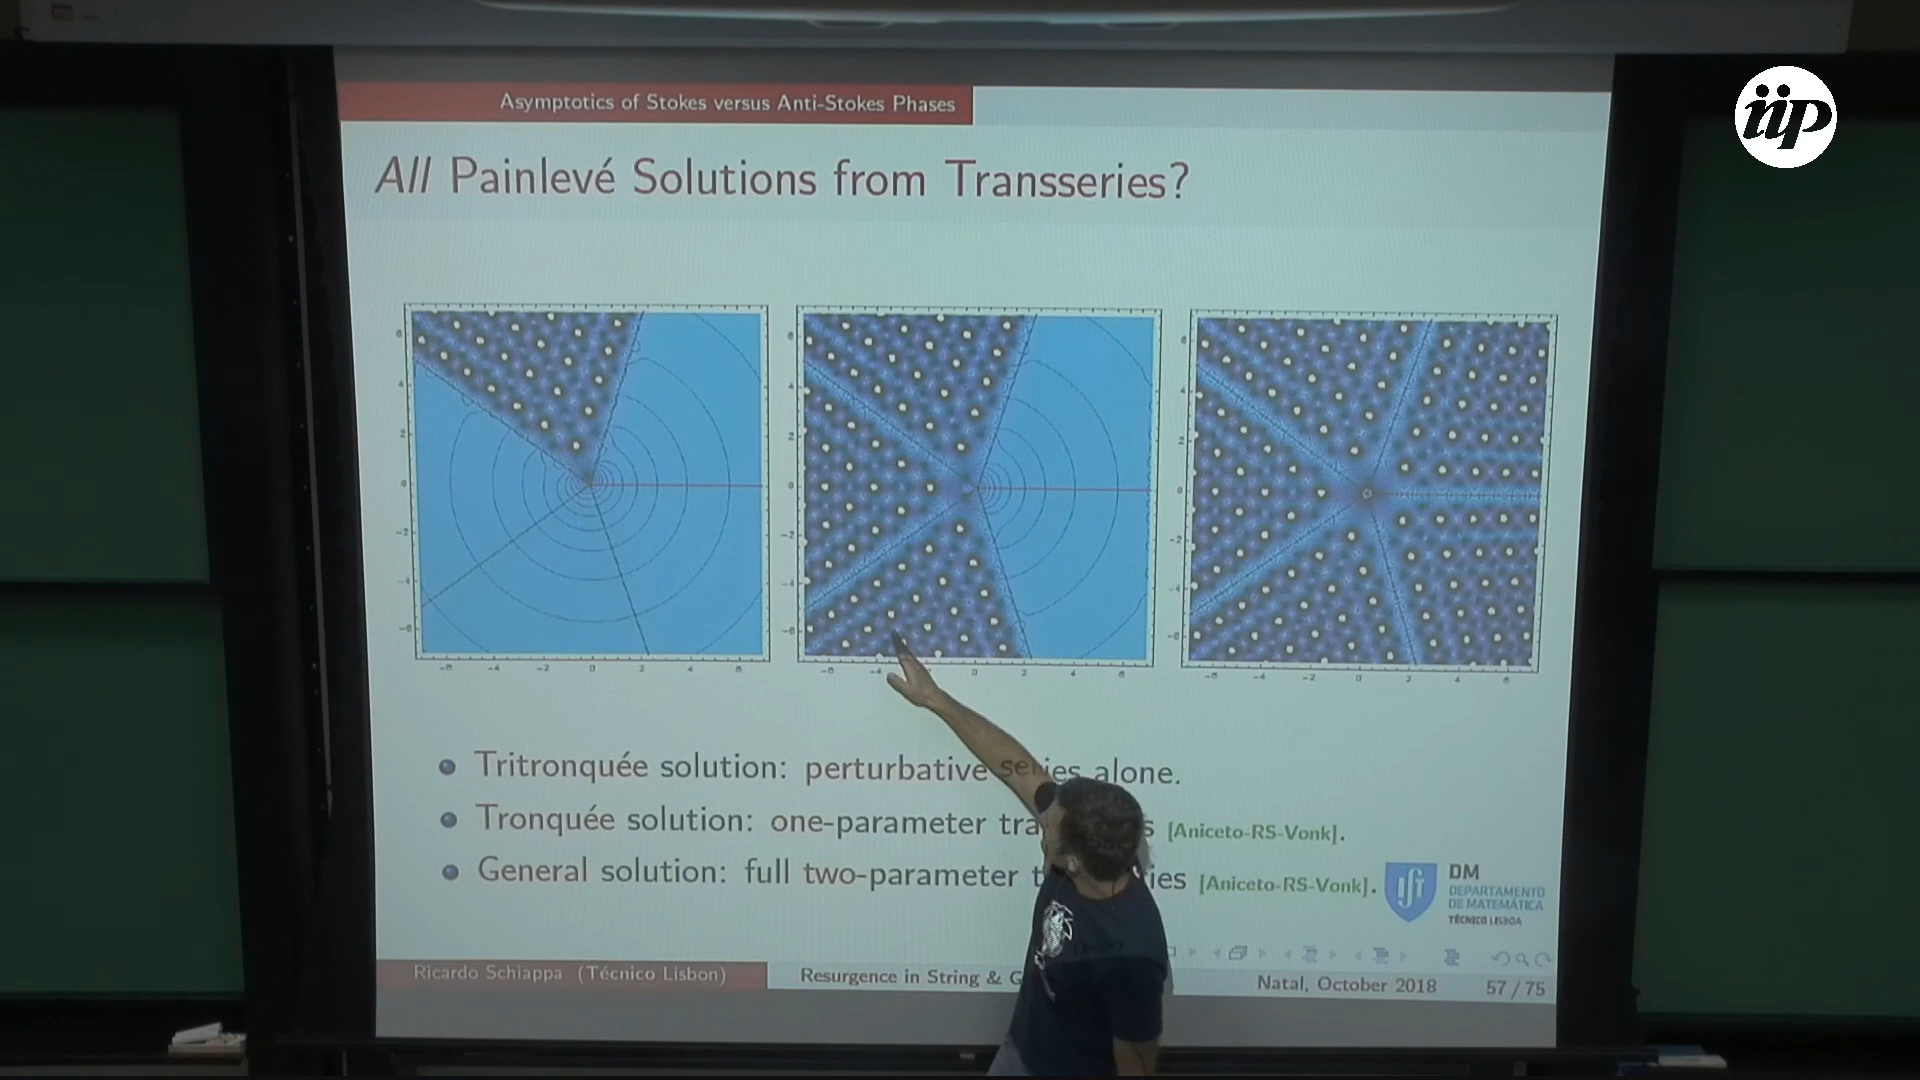 iip
Asymptotics of Stokes versus Anti-Stokes Phases
All Painlevé Solutions from Transseries?
Tritronquée solution: perturbative series alone.
Tronquée solution: one-parameter [Aniceto-RS-Vonk].
General solution: full two-parameter [Aniceto-RS-Vonk].
DM
DEPARTAMENTO
DE MATEMÁTICA
TÉCNICO LISBOA
Ricardo Schiappa (Técnico Lisbon)
Resurgence in String &
Natal, October 2018
57 / 75